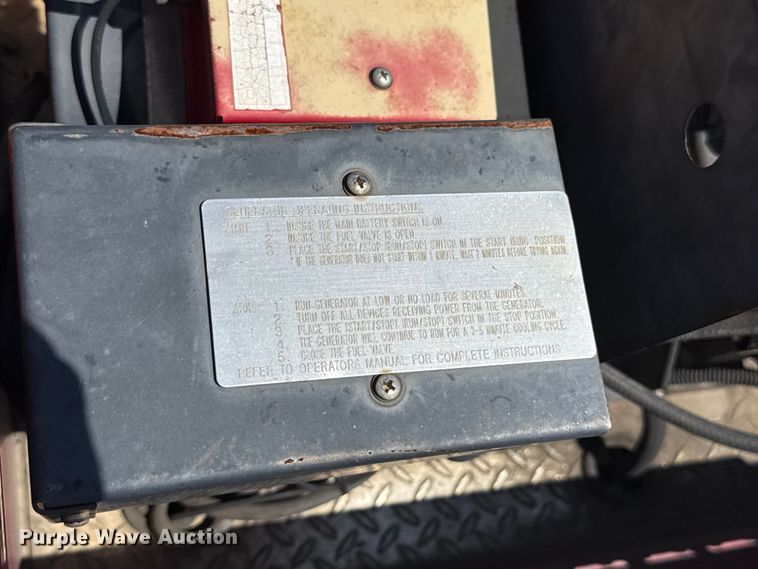 GENERATOR OPERATING INSTRUCTIONS
START 1. INSURE THE MAIN BATTERY SWITCH IS ON.
2. INSURE THE FUEL VALVE IS OPEN.
3. PLACE THE START/STOP (RUN/STOP) SWITCH IN THE START (RUN) POSITION.
* IF THE GENERATOR DOES NOT START WITHIN 1 MINUTE, WAIT 2 MINUTES BEFORE TRYING AGAIN.
STOP 1. RUN GENERATOR AT LOW OR NO LOAD FOR SEVERAL MINUTES.
2. TURN OFF ALL DEVICES RECEIVING POWER FROM THE GENERATOR.
3. PLACE THE (START/STOP) (RUN/STOP) SWITCH IN THE STOP POSITION.
4. THE GENERATOR WILL CONTINUE TO RUN FOR A 3-5 MINUTE COOLING CYCLE.
5. CLOSE THE FUEL VALVE.
REFER TO OPERATORS MANUAL FOR COMPLETE INSTRUCTIONS
Purple Wave Auction